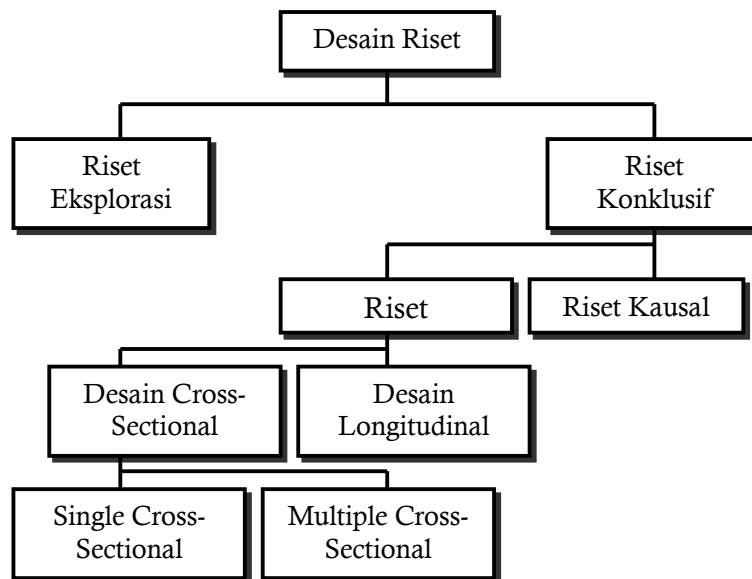 Desain Riset
Riset
Eksplorasi
Riset
Konklusif
Riset
Riset Kausal
Desain Cross-
Sectional
Desain
Longitudinal
Single Cross-
Sectional
Multiple Cross-
Sectional